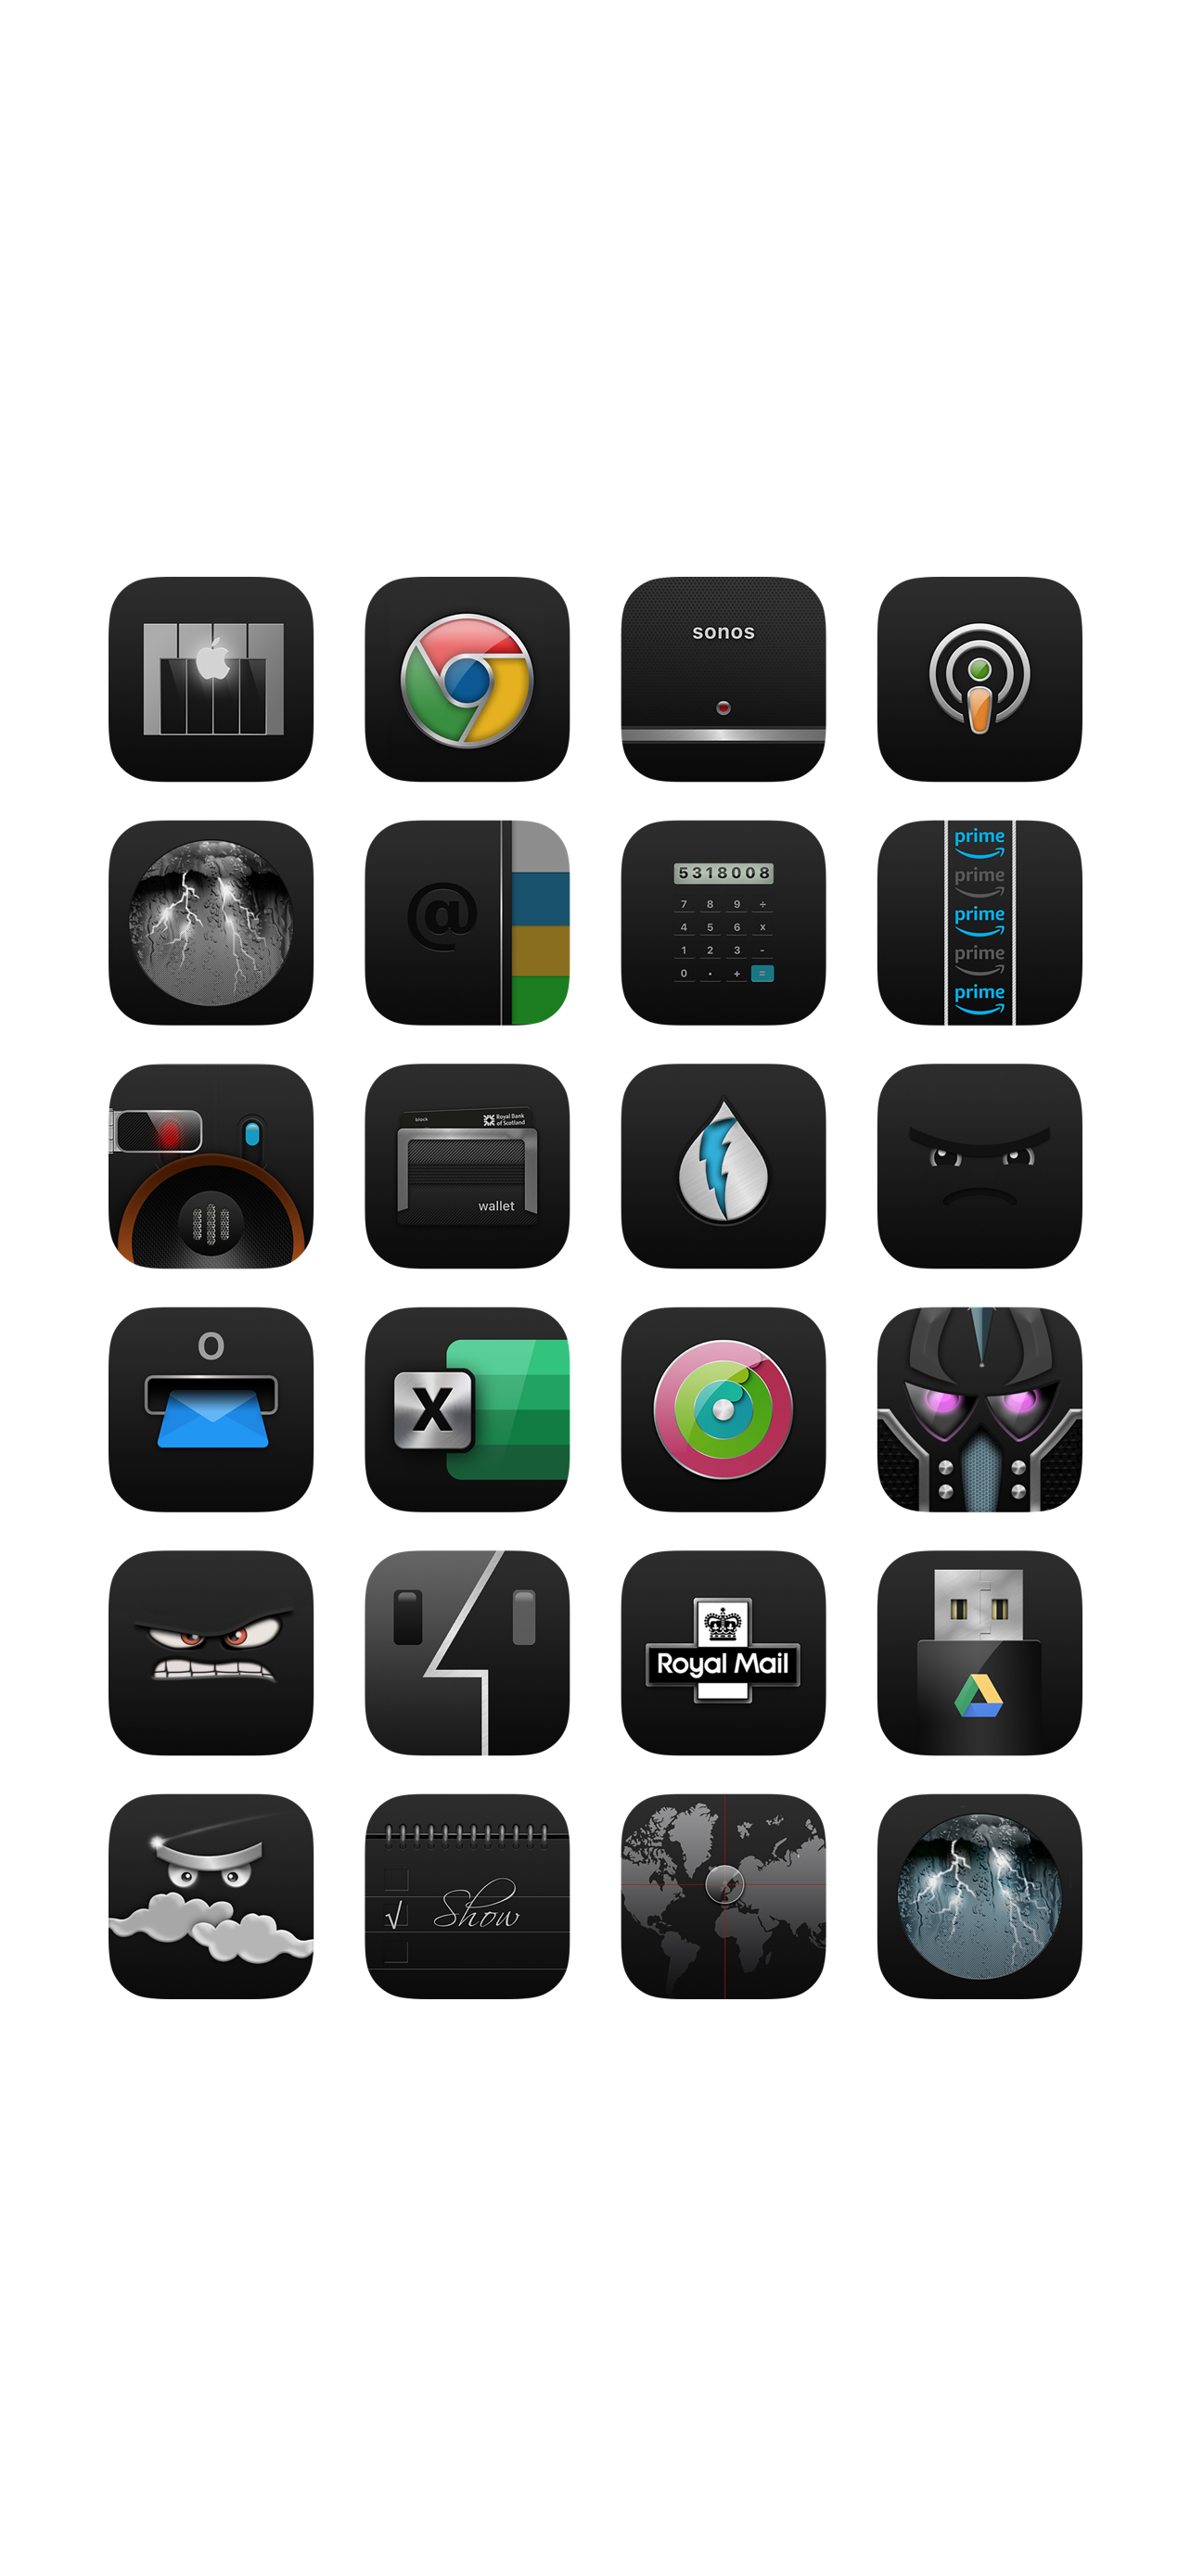 sonos
@
5318008
7 8 9 ÷
4 5 6 x
1 2 3 -
0 . + =
prime
prime
prime
prime
prime
block
Royal Bank
of Scotland
wallet
O
X
Royal Mail
√ Show